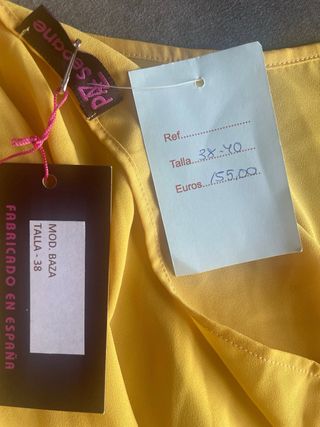 Ref...........................
Talla...38-40
Euros...155,00
MOD. BAZA
TALLA - 38
FABRICADO EN ESPAÑA